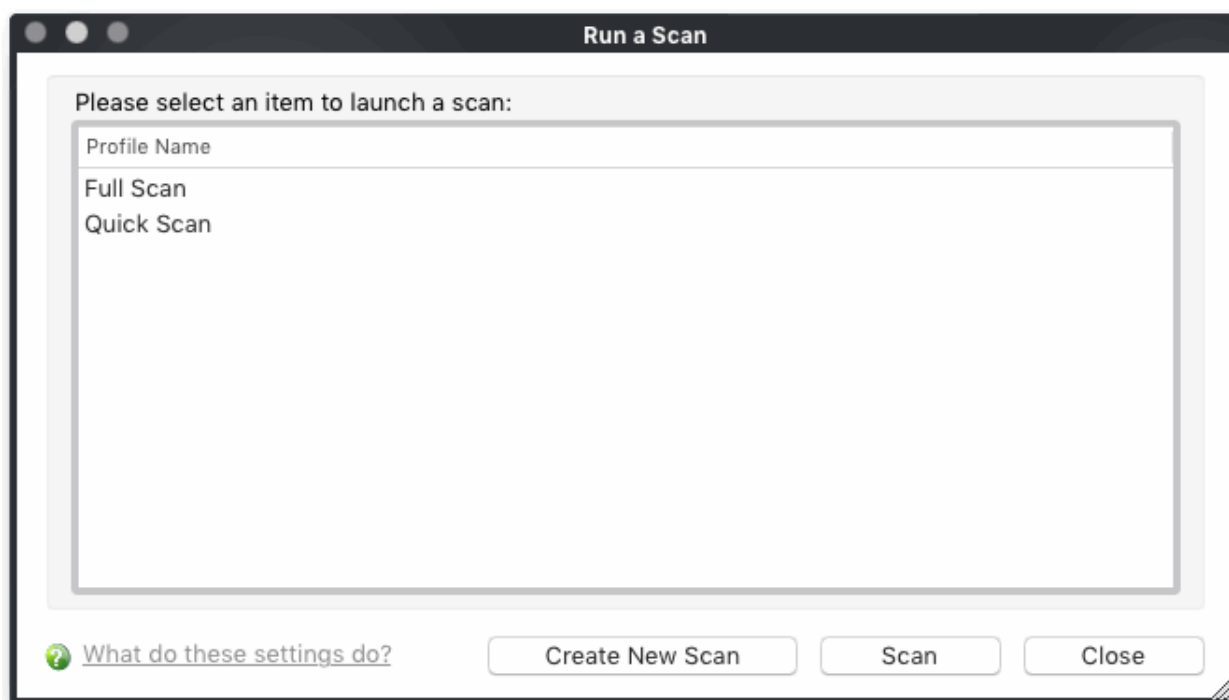 Run a Scan
Please select an item to launch a scan:
Profile Name
Full Scan
Quick Scan
What do these settings do?
Create New Scan
Scan
Close